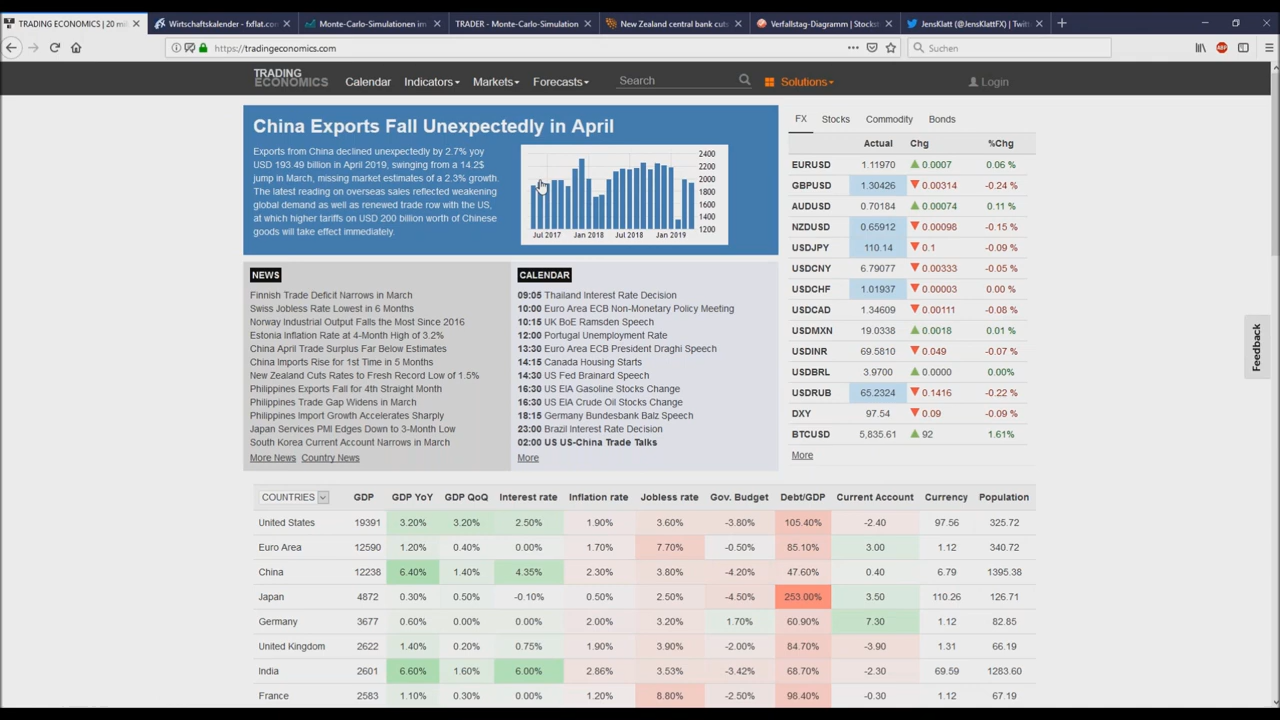 TRADING ECONOMICS | 20 mil
Wirtschaftskalender - fxflat.com
Monte-Carlo-Simulationen im
TRADER - Monte-Carlo-Simulation
New Zealand central bank cuts
Verfallstag-Diagramm | Stocks
JensKlatt (@JensKlattFX) | Twitt
https://tradingeconomics.com
Suchen
TRADING
ECONOMICS
Calendar
Indicators
Markets
Forecasts
Search
Solutions
Login
China Exports Fall Unexpectedly in April
Exports from China declined unexpectedly by 2.7% yoy
USD 193.49 billion in April 2019, swinging from a 14.2$
jump in March, missing market estimates of a 2.3% growth.
The latest reading on overseas sales reflected weakening
global demand as well as renewed trade row with the US,
at which higher tariffs on USD 200 billion worth of Chinese
goods will take effect immediately.
2400
2200
2000
1800
1600
1400
1200
Jul 2017 Jan 2018 Jul 2018 Jan 2019
NEWS
Finnish Trade Deficit Narrows in March
Swiss Jobless Rate Lowest in 6 Months
Norway Industrial Output Falls the Most Since 2016
Estonia Inflation Rate at 4-Month High of 3.2%
China April Trade Surplus Far Below Estimates
China Imports Rise for 1st Time in 5 Months
New Zealand Cuts Rates to Fresh Record Low of 1.5%
Philippines Exports Fall for 4th Straight Month
Philippines Trade Gap Widens in March
Philippines Import Growth Accelerates Sharply
Japan Services PMI Edges Down to 3-Month Low
South Korea Current Account Narrows in March
More News Country News
CALENDAR
09:05 Thailand Interest Rate Decision
10:00 Euro Area ECB Non-Monetary Policy Meeting
10:15 UK BoE Ramsden Speech
12:00 Portugal Unemployment Rate
13:30 Euro Area ECB President Draghi Speech
14:15 Canada Housing Starts
14:30 US Fed Brainard Speech
16:30 US EIA Gasoline Stocks Change
16:30 US EIA Crude Oil Stocks Change
18:15 Germany Bundesbank Balz Speech
23:00 Brazil Interest Rate Decision
02:00 US US-China Trade Talks
More
FX Stocks Commodity Bonds
Actual Chg %Chg
EURUSD 1.11970 0.0007 0.06 %
GBPUSD 1.30426 0.00314 -0.24 %
AUDUSD 0.70184 0.00074 0.11 %
NZDUSD 0.65912 0.00098 -0.15 %
USDJPY 110.14 0.1 -0.09 %
USDCNY 6.79077 0.00333 -0.05 %
USDCHF 1.01937 0.00003 0.00 %
USDCAD 1.34609 0.00111 -0.08 %
USDMXN 19.0338 0.0018 0.01 %
USDINR 69.5810 0.049 -0.07 %
USDBRL 3.9700 0.0000 0.00%
USDRUB 65.2324 0.1416 -0.22 %
DXY 97.54 0.09 -0.09 %
BTCUSD 5,835.61 92 1.61%
More
Feedback
COUNTRIES GDP GDP YoY GDP QoQ Interest rate Inflation rate Jobless rate Gov. Budget Debt/GDP Current Account Currency Population
United States 19391 3.20% 3.20% 2.50% 1.90% 3.60% -3.80% 105.40% -2.40 97.56 325.72
Euro Area 12590 1.20% 0.40% 0.00% 1.70% 7.70% -0.50% 85.10% 3.00 1.12 340.72
China 12238 6.40% 1.40% 4.35% 2.30% 3.80% -4.20% 47.60% 0.40 6.79 1395.38
Japan 4872 0.30% 0.50% -0.10% 0.50% 2.50% -4.50% 253.00% 3.50 110.26 126.71
Germany 3677 0.60% 0.00% 0.00% 2.00% 3.20% 1.70% 60.90% 7.30 1.12 82.85
United Kingdom 2622 1.40% 0.20% 0.75% 1.90% 3.90% -2.00% 84.70% -3.90 1.31 66.19
India 2601 6.60% 1.60% 6.00% 2.86% 3.53% -3.42% 68.70% -2.30 69.59 1283.60
France 2583 1.10% 0.30% 0.00% 1.20% 8.80% -2.50% 98.40% -0.30 1.12 67.19